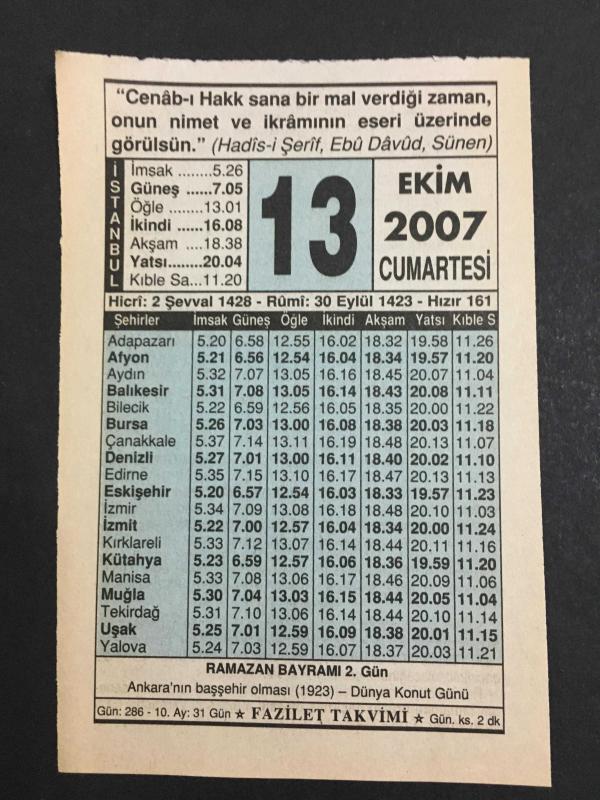 “Cenâb-ı Hakk sana bir mal verdiği zaman,
onun nimet ve ikrâmının eseri üzerinde
görülsün.” (Hadîs-i Şerîf, Ebû Dâvûd, Sünen)
İSTANBUL
İmsak ........5.26
Güneş ......7.05
Öğle ........13.01
İkindi ......16.08
Akşam ....18.38
Yatsı........20.04
Kıble Sa...11.20
13
EKİM
2007
CUMARTESİ
Hicrî: 2 Şevval 1428 - Rûmî: 30 Eylül 1423 - Hızır 161
Şehirler İmsak Güneş Öğle İkindi Akşam Yatsı Kıble S
Adapazarı 5.20 6.58 12.55 16.02 18.32 19.58 11.26
Afyon 5.21 6.56 12.54 16.04 18.34 19.57 11.20
Aydın 5.32 7.07 13.05 16.16 18.45 20.07 11.04
Balıkesir 5.31 7.08 13.05 16.14 18.43 20.08 11.11
Bilecik 5.22 6.59 12.56 16.05 18.35 20.00 11.22
Bursa 5.26 7.03 13.00 16.08 18.38 20.03 11.18
Çanakkale 5.37 7.14 13.11 16.19 18.48 20.13 11.07
Denizli 5.27 7.01 13.00 16.11 18.40 20.02 11.10
Edirne 5.35 7.15 13.10 16.17 18.47 20.13 11.13
Eskişehir 5.20 6.57 12.54 16.03 18.33 19.57 11.23
İzmir 5.34 7.09 13.08 16.18 18.48 20.10 11.03
İzmit 5.22 7.00 12.57 16.04 18.34 20.00 11.24
Kırklareli 5.33 7.12 13.07 16.14 18.44 20.11 11.16
Kütahya 5.23 6.59 12.57 16.06 18.36 19.59 11.20
Manisa 5.33 7.08 13.06 16.17 18.46 20.09 11.06
Muğla 5.30 7.04 13.03 16.15 18.44 20.05 11.04
Tekirdağ 5.31 7.10 13.06 16.14 18.44 20.10 11.14
Uşak 5.25 7.01 12.59 16.09 18.38 20.01 11.15
Yalova 5.24 7.03 12.59 16.07 18.37 20.03 11.21
RAMAZAN BAYRAMI 2. Gün
Ankara’nın başşehir olması (1923) – Dünya Konut Günü
Gün: 286 - 10. Ay: 31 Gün ★ FAZİLET TAKVİMİ ★ Gün. ks. 2 dk